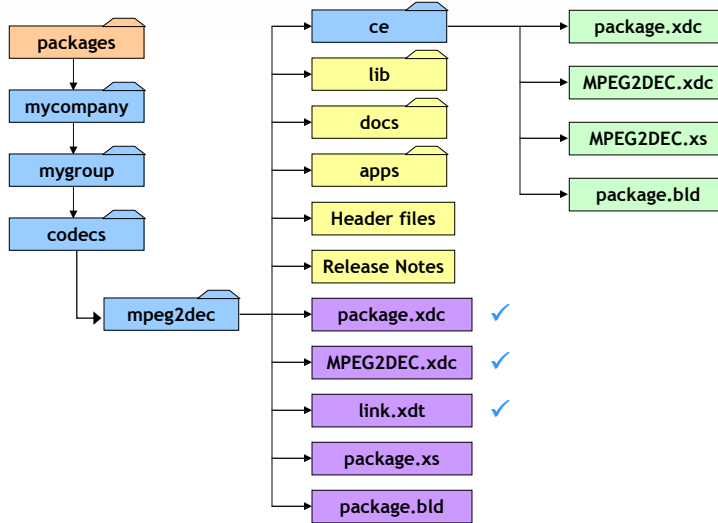 packages
mycompany
mygroup
codecs
mpeg2dec
ce
lib
docs
apps
Header files
Release Notes
package.xdc
MPEG2DEC.xdc
link.xdt
package.xs
package.bld
package.xdc
MPEG2DEC.xdc
MPEG2DEC.xs
package.bld